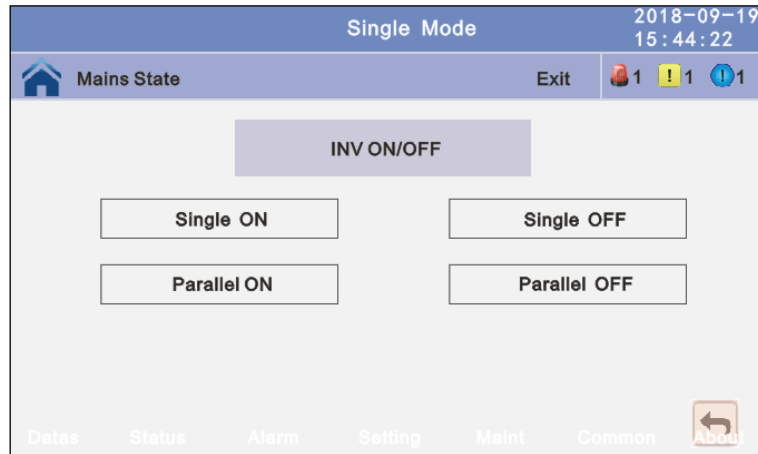 Single Mode
2018-09-19
15:44:22
Mains State
Exit
1
! 1
! 1
INV ON/OFF
Single ON
Single OFF
Parallel ON
Parallel OFF
Datas Status Alarm Setting Maint Common About